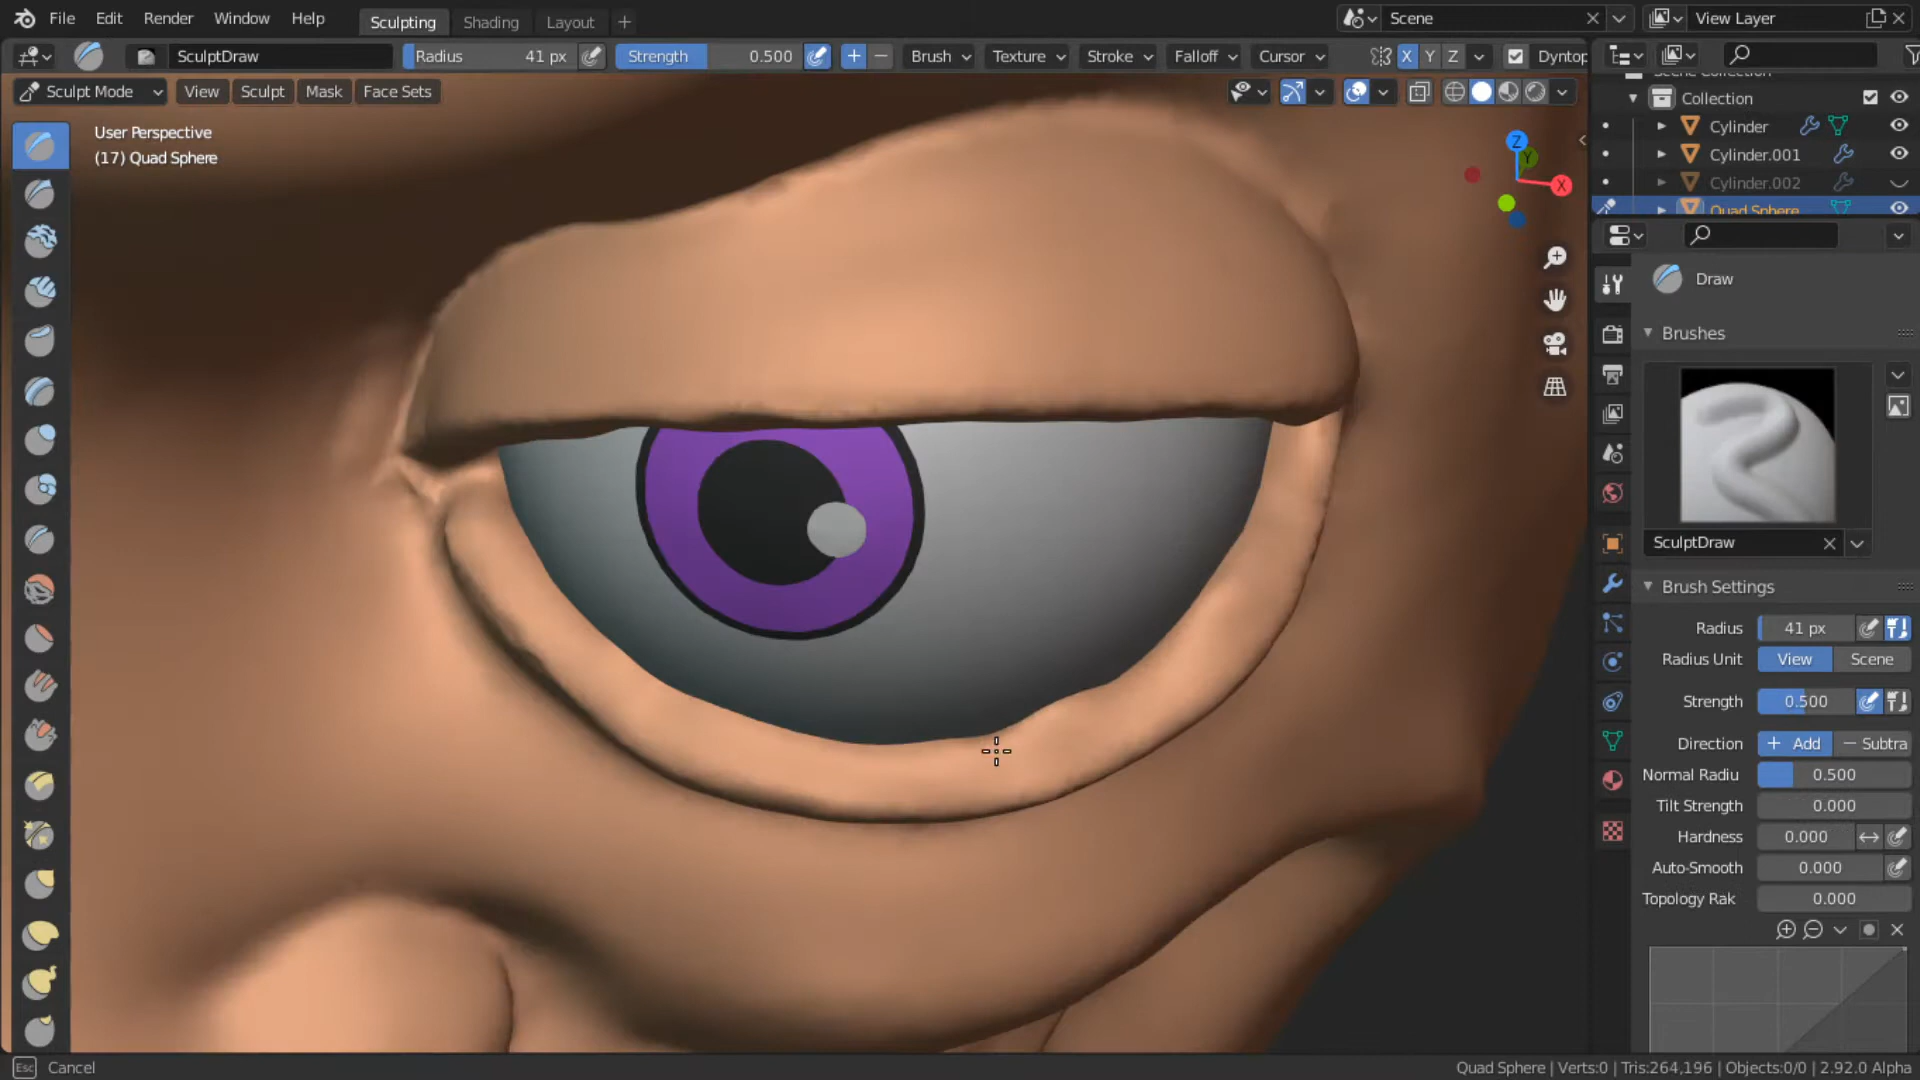 File Edit Render Window Help Sculpting Shading Layout + Scene View Layer
SculptDraw Radius 41 px Strength 0.500 + − Brush Texture Stroke Falloff Cursor X Y Z Dyntop
Sculpt Mode View Sculpt Mask Face Sets
User Perspective
(17) Quad Sphere
Z
Y
X
Scene Collection
Collection
Cylinder
Cylinder.001
Cylinder.002
Quad Sphere
Draw
Brushes
SculptDraw
Brush Settings
Radius 41 px
Radius Unit View Scene
Strength 0.500
Direction + Add − Subtra
Normal Radiu 0.500
Tilt Strength 0.000
Hardness 0.000
Auto-Smooth 0.000
Topology Rak 0.000
Esc Cancel
Quad Sphere | Verts:0 | Tris:264,196 | Objects:0/0 | 2.92.0 Alpha